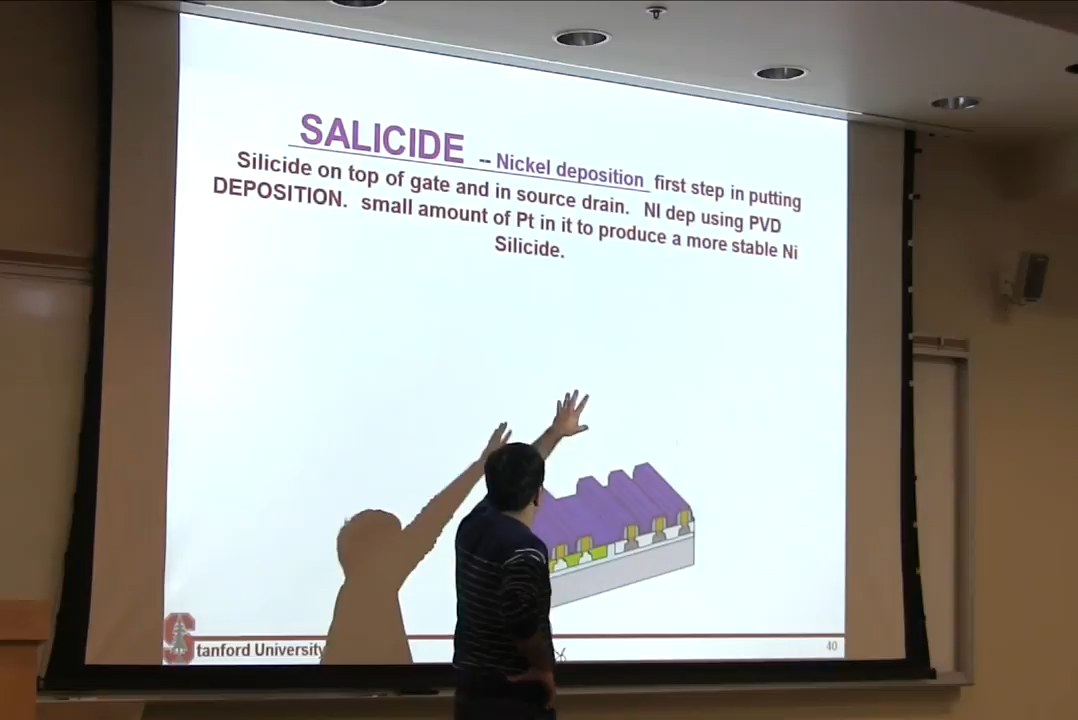 SALICIDE -- Nickel deposition first step in putting
Silicide on top of gate and in source drain. NI dep using PVD
DEPOSITION. small amount of Pt in it to produce a more stable Ni
Silicide.
Stanford University
40